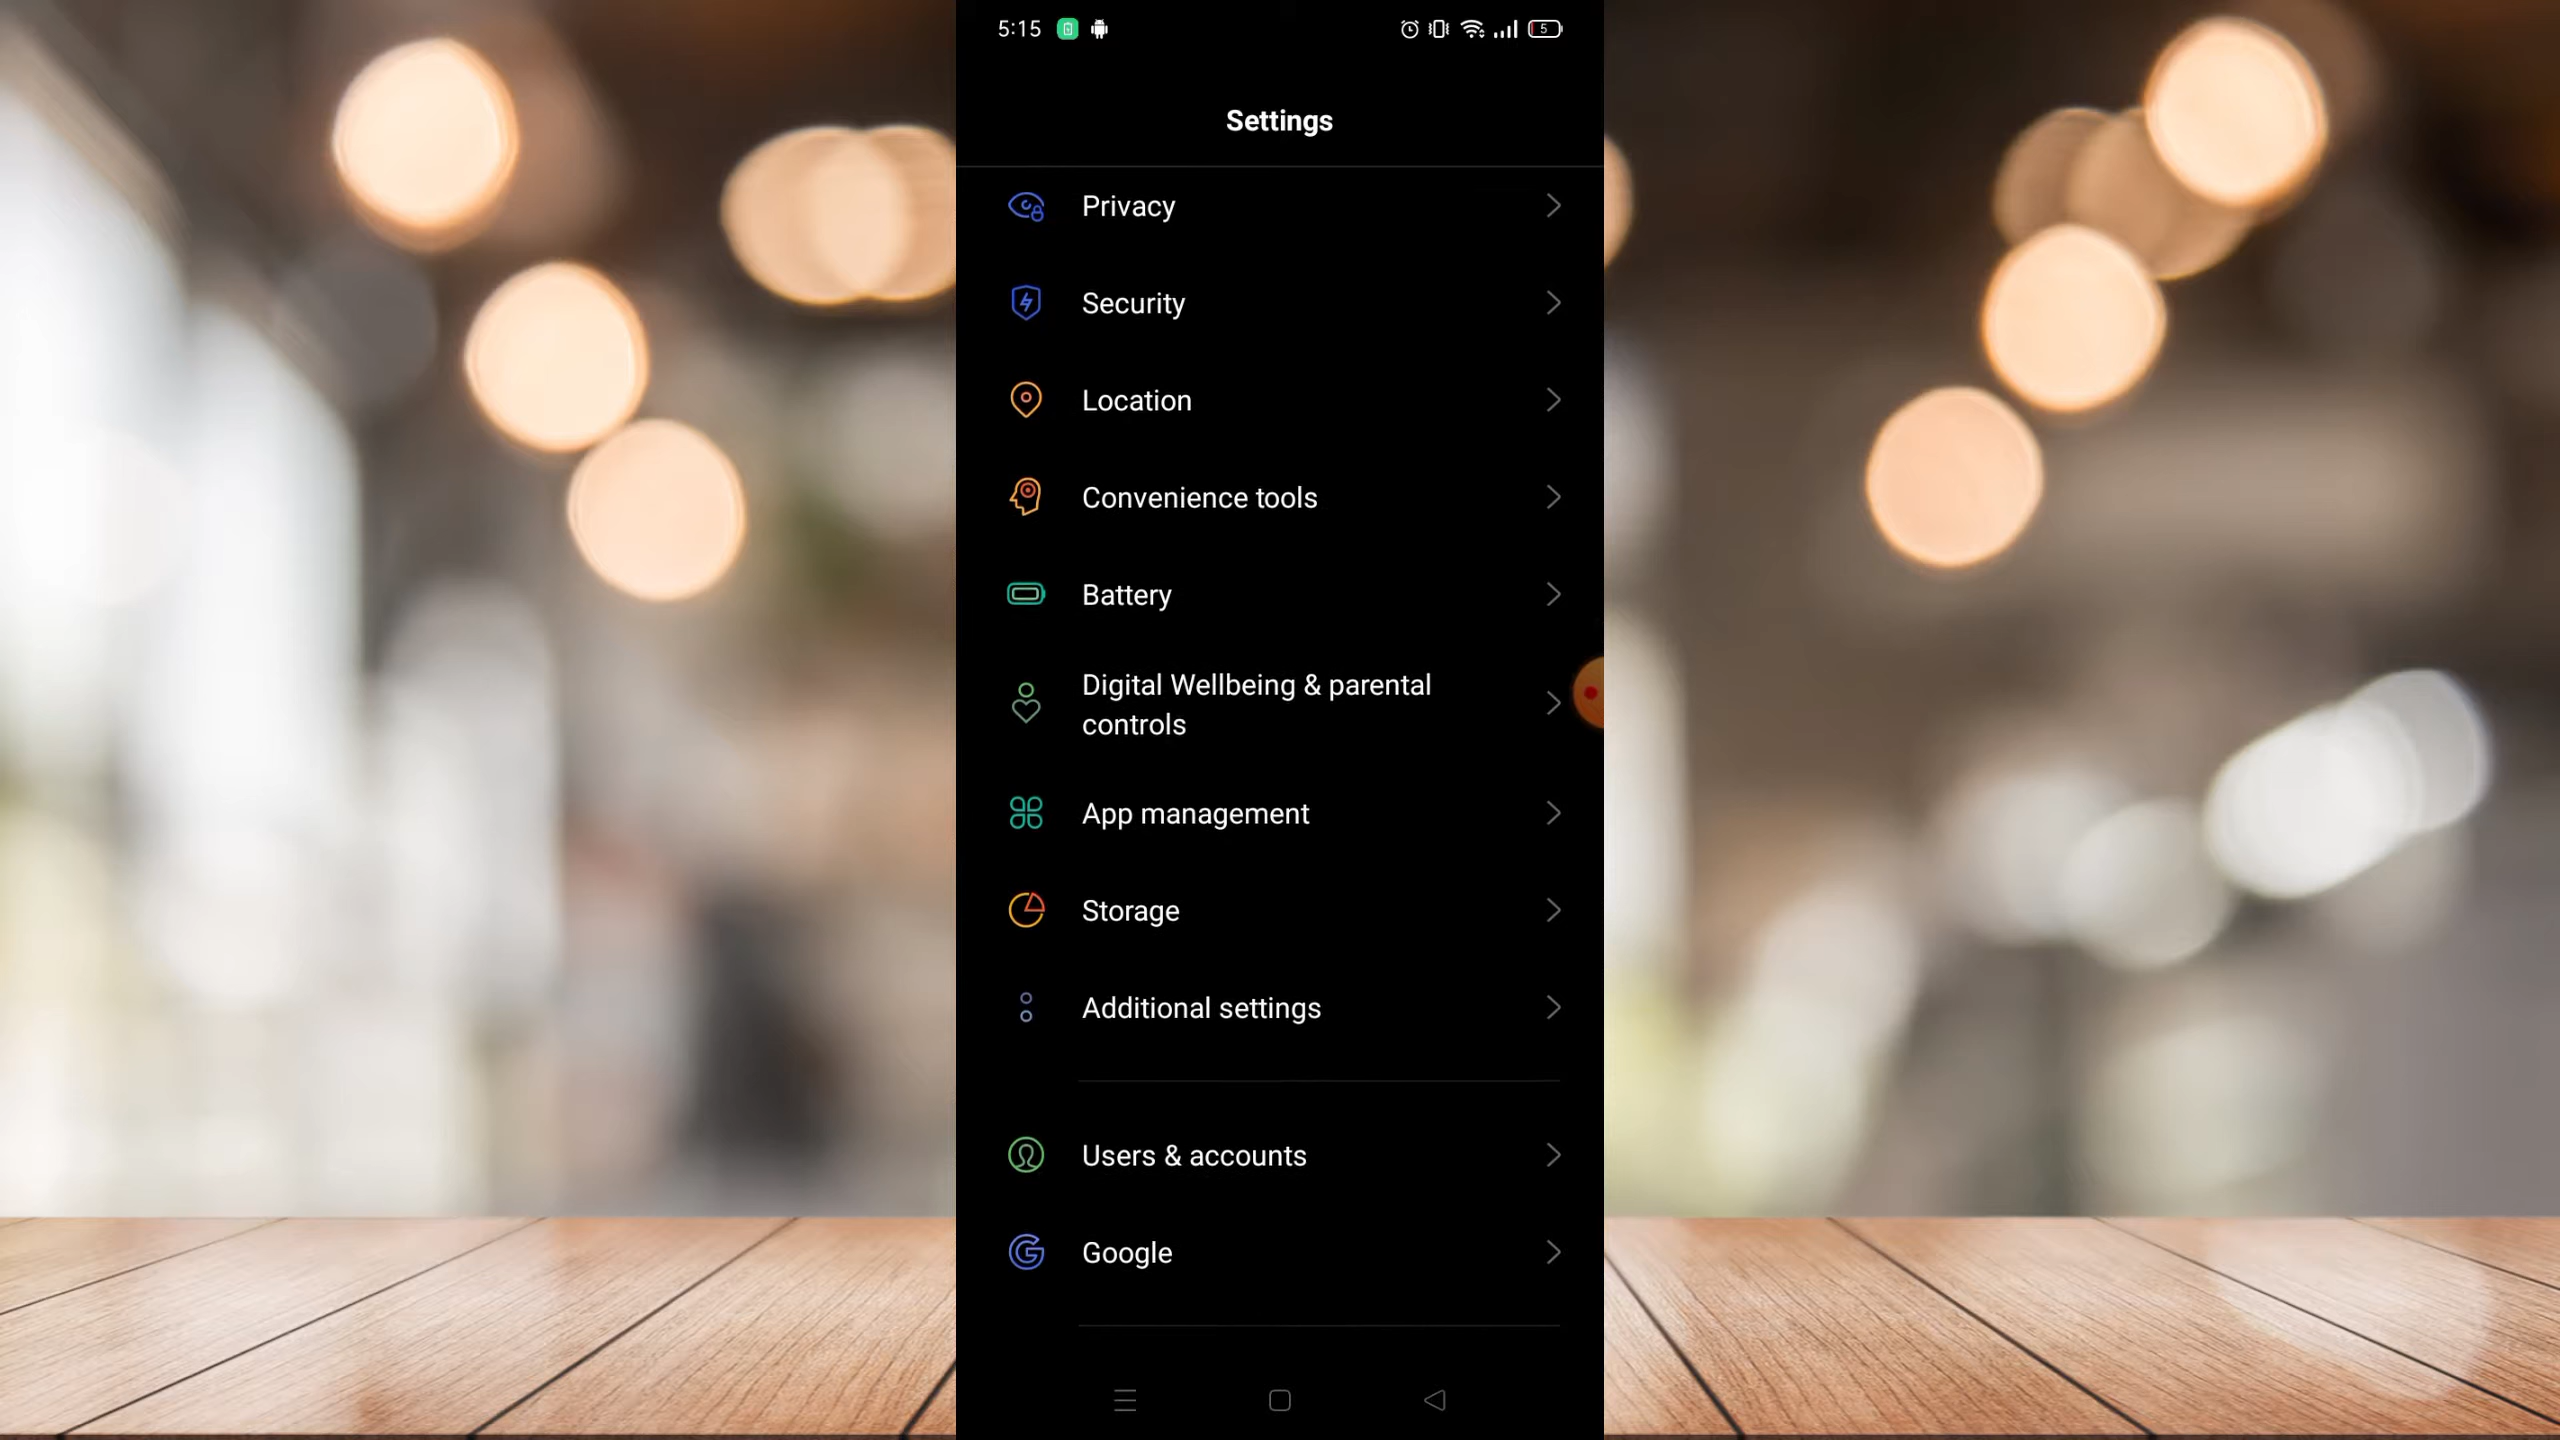 5:15
5
Settings
Privacy
Security
Location
Convenience tools
Battery
Digital Wellbeing & parental
controls
App management
Storage
Additional settings
Users & accounts
Google